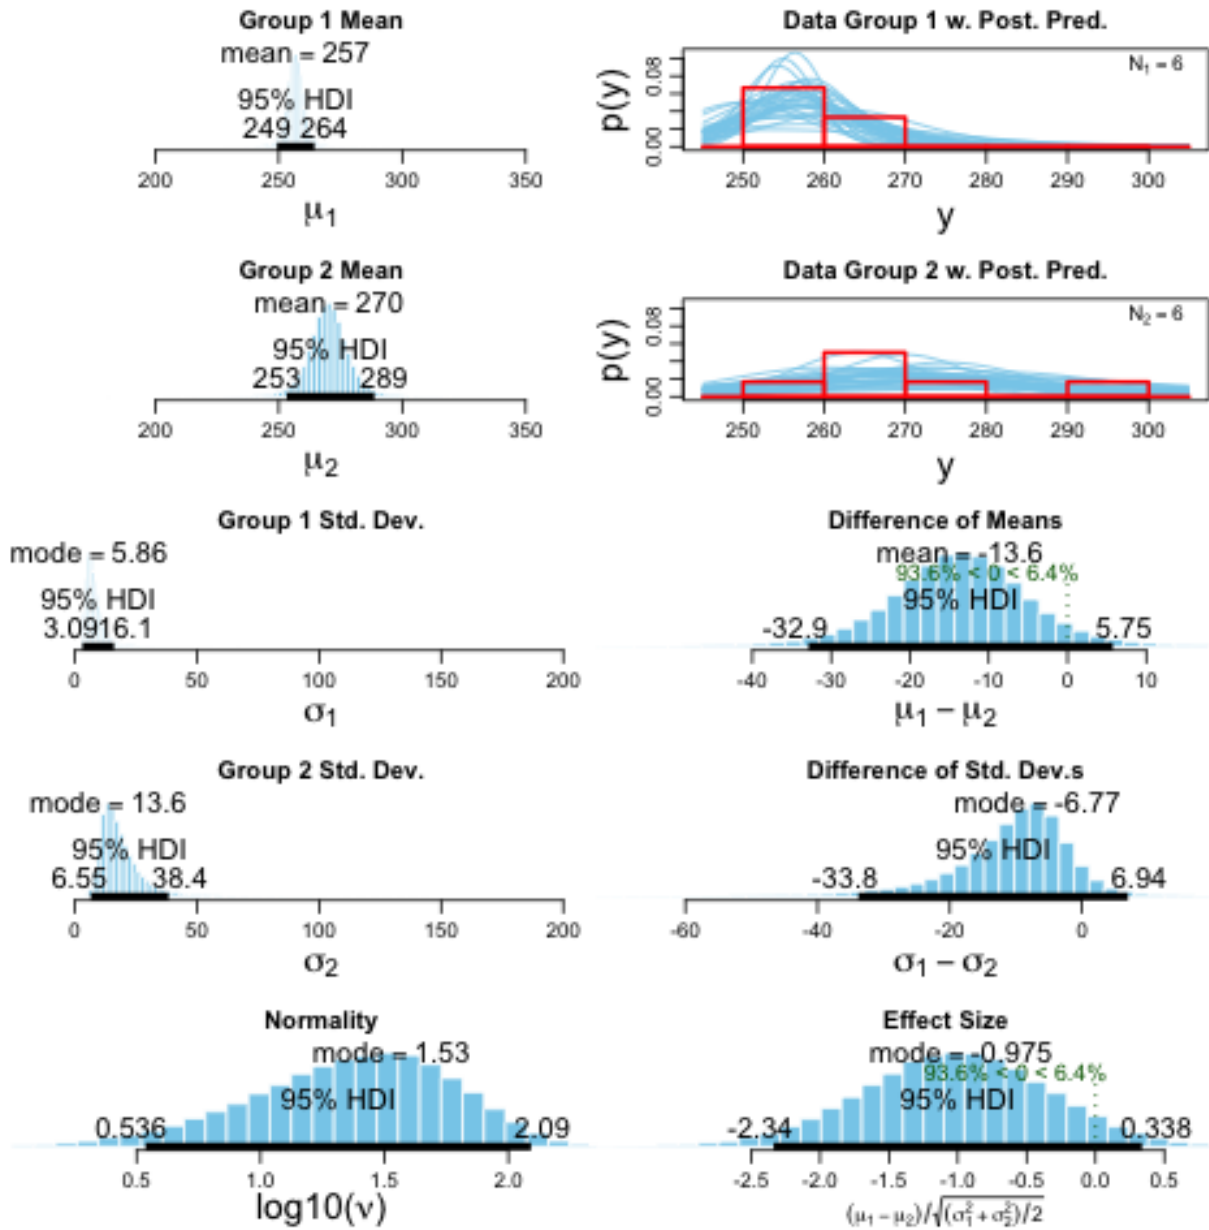 Group 1 Mean
mean = 257
95% HDI
249 264
200 250 300 350
μ1
Data Group 1 w. Post. Pred.
N1 = 6
p(y)
0.00 0.08
250 260 270 280 290 300
y
Group 2 Mean
mean = 270
95% HDI
253 289
200 250 300 350
μ2
Data Group 2 w. Post. Pred.
N2 = 6
p(y)
0.00 0.08
250 260 270 280 290 300
y
Group 1 Std. Dev.
mode = 5.86
95% HDI
3.09 16.1
0 50 100 150 200
σ1
Difference of Means
mean = -13.6
93.6% < 0 < 6.4%
95% HDI
-32.9 5.75
-40 -30 -20 -10 0 10
μ1 − μ2
Group 2 Std. Dev.
mode = 13.6
95% HDI
6.55 38.4
0 50 100 150 200
σ2
Difference of Std. Dev.s
mode = -6.77
95% HDI
-33.8 6.94
-60 -40 -20 0
σ1 − σ2
Normality
mode = 1.53
95% HDI
0.536 2.09
0.5 1.0 1.5 2.0
log10(ν)
Effect Size
mode = -0.975
93.6% < 0 < 6.4%
95% HDI
-2.34 0.338
-2.5 -2.0 -1.5 -1.0 -0.5 0.0 0.5
(μ1 − μ2)/√(σ1² + σ2²)/2